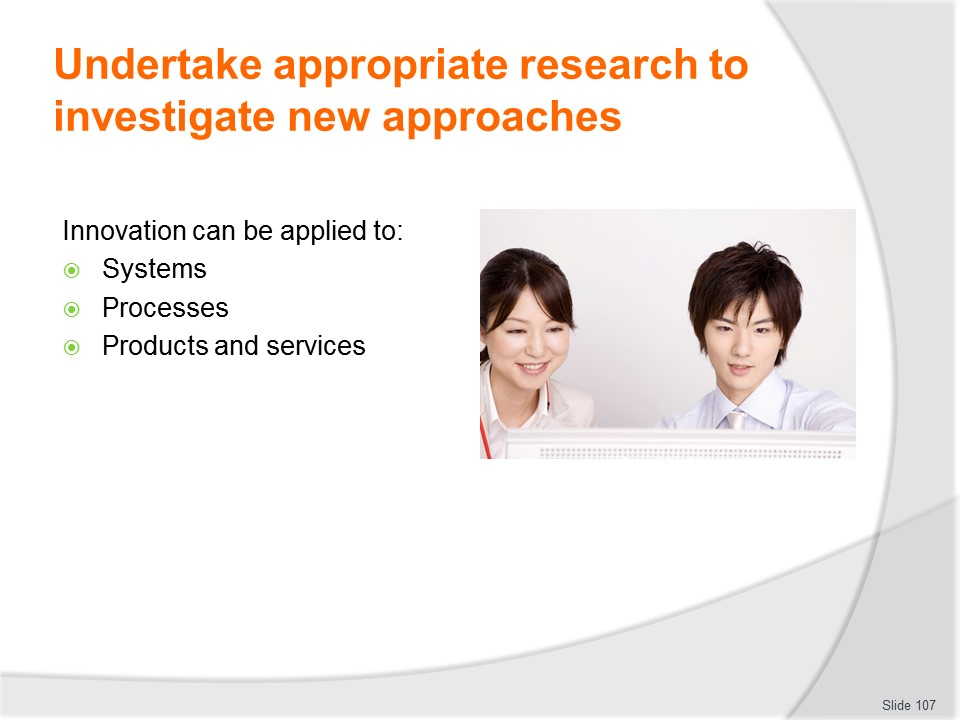 Undertake appropriate research to
investigate new approaches
Innovation can be applied to:
Systems
Processes
Products and services
Slide 107